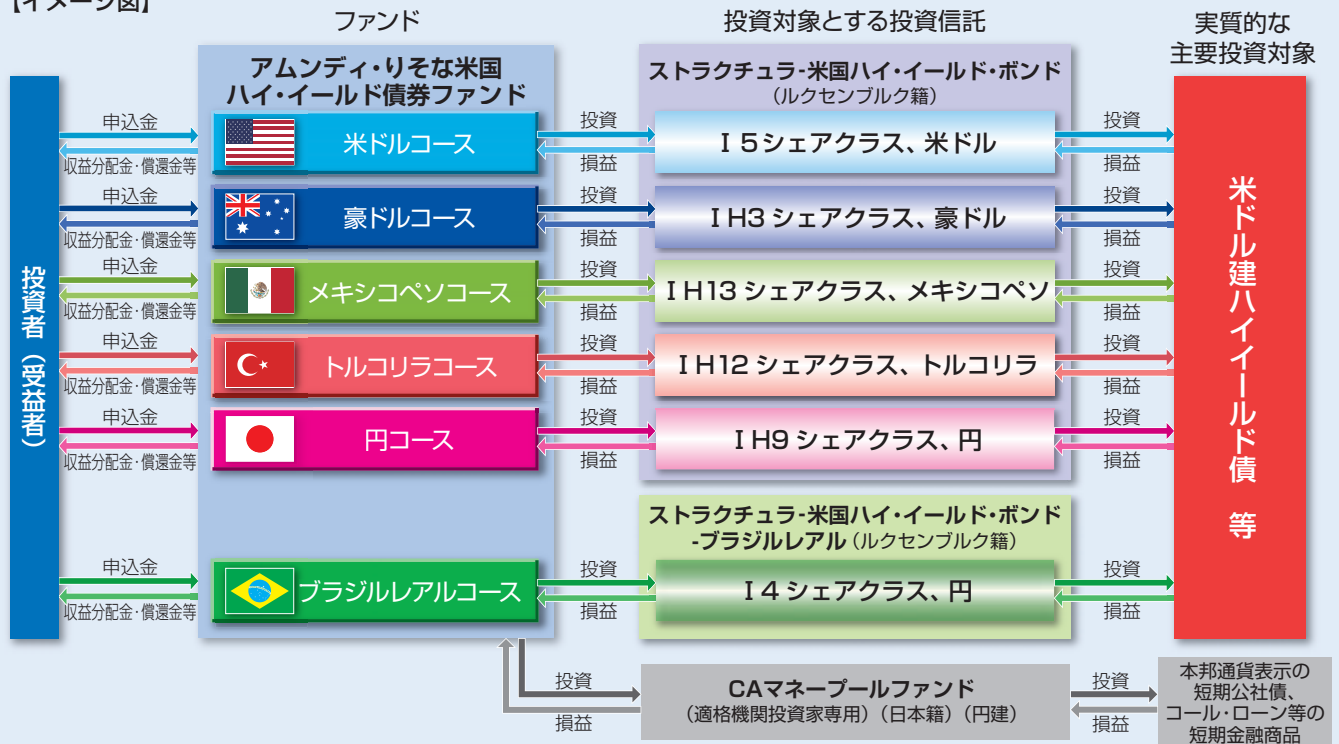 【イメージ図】
ファンド
投資対象とする投資信託
実質的な
主要投資対象
アムンディ・りそな米国
ハイ・イールド債券ファンド
ストラクチュラ-米国ハイ・イールド・ボンド
(ルクセンブルク籍)
投資者(受益者)
申込金
収益分配金・償還金等
米ドルコース
投資
損益
I 5シェアクラス、米ドル
投資
損益
申込金
収益分配金・償還金等
豪ドルコース
投資
損益
I H3 シェアクラス、豪ドル
投資
損益
申込金
収益分配金・償還金等
メキシコペソコース
投資
損益
I H13 シェアクラス、メキシコペソ
投資
損益
申込金
収益分配金・償還金等
トルコリラコース
投資
損益
I H12 シェアクラス、トルコリラ
投資
損益
申込金
収益分配金・償還金等
円コース
投資
損益
I H9 シェアクラス、円
投資
損益
米ドル建ハイイールド債 等
ストラクチュラ-米国ハイ・イールド・ボンド
-ブラジルレアル(ルクセンブルク籍)
申込金
収益分配金・償還金等
ブラジルレアルコース
投資
損益
I 4 シェアクラス、円
投資
損益
投資
損益
CAマネープールファンド
(適格機関投資家専用)(日本籍)(円建)
投資
損益
本邦通貨表示の
短期公社債、
コール・ローン等の
短期金融商品